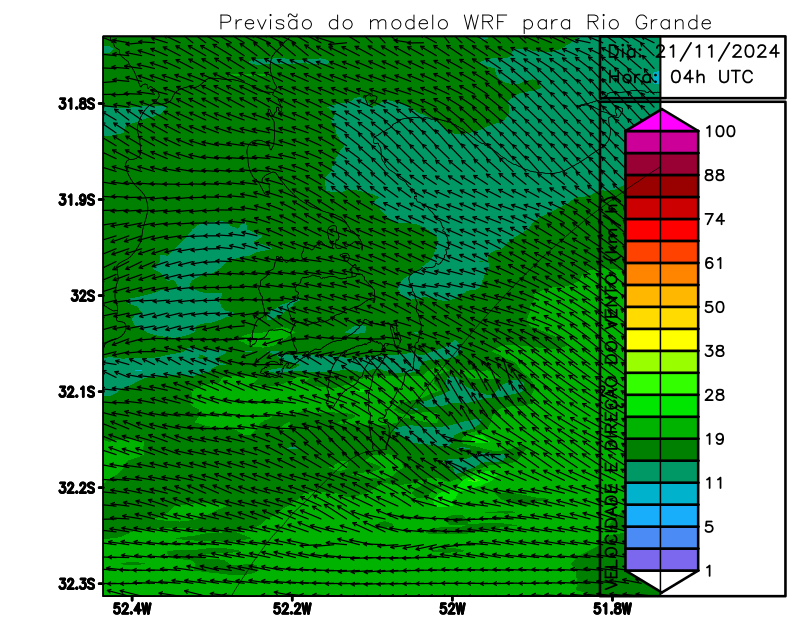 Previsão do modelo WRF para Rio Grande
Dia: 21/11/2024
Hora: 04h UTC
31.8S
31.9S
32S
32.1S
32.2S
32.3S
52.4W
52.2W
52W
51.8W
100
88
74
61
50
38
28
19
11
5
1
VELOCIDADE E DIREÇÃO DO VENTO (km/h)